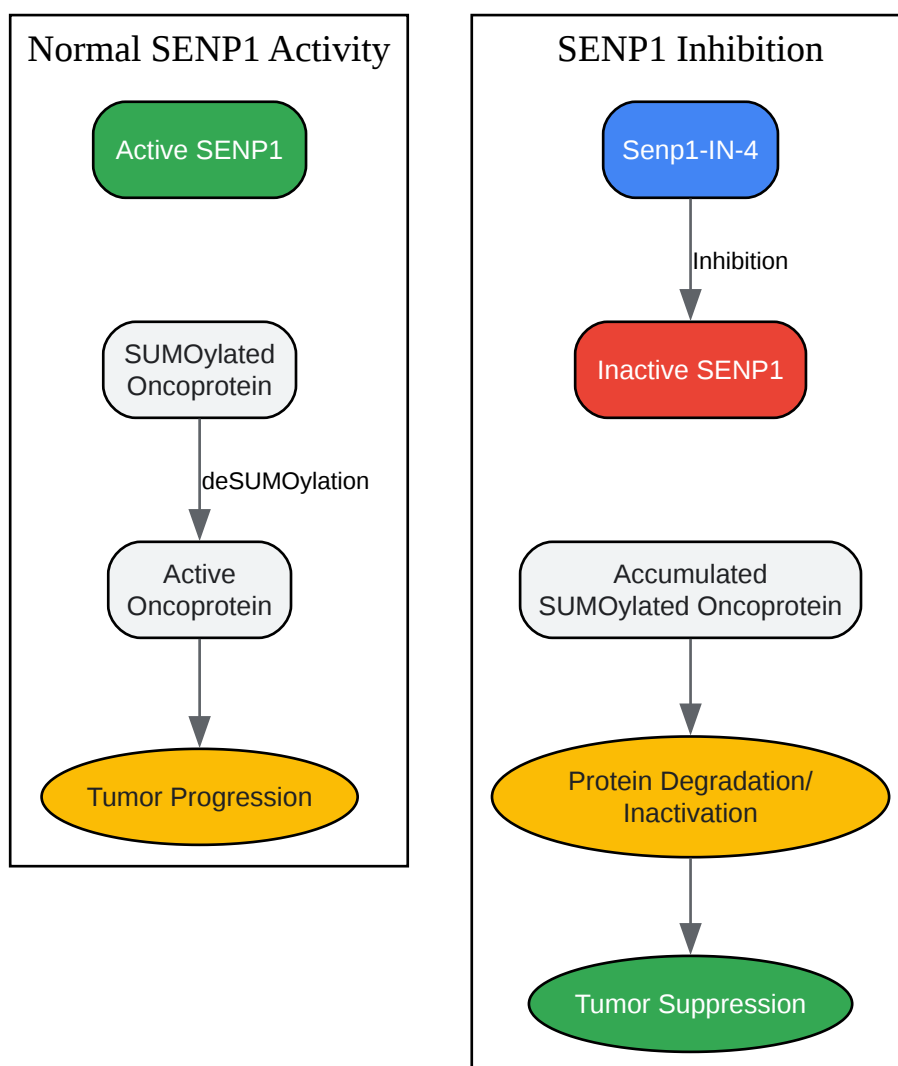 Normal SENP1 Activity
Active SENP1
SUMOylated
Oncoprotein
deSUMOylation
Active
Oncoprotein
Tumor Progression
SENP1 Inhibition
Senp1-IN-4
Inhibition
Inactive SENP1
Accumulated
SUMOylated Oncoprotein
Protein Degradation/
Inactivation
Tumor Suppression